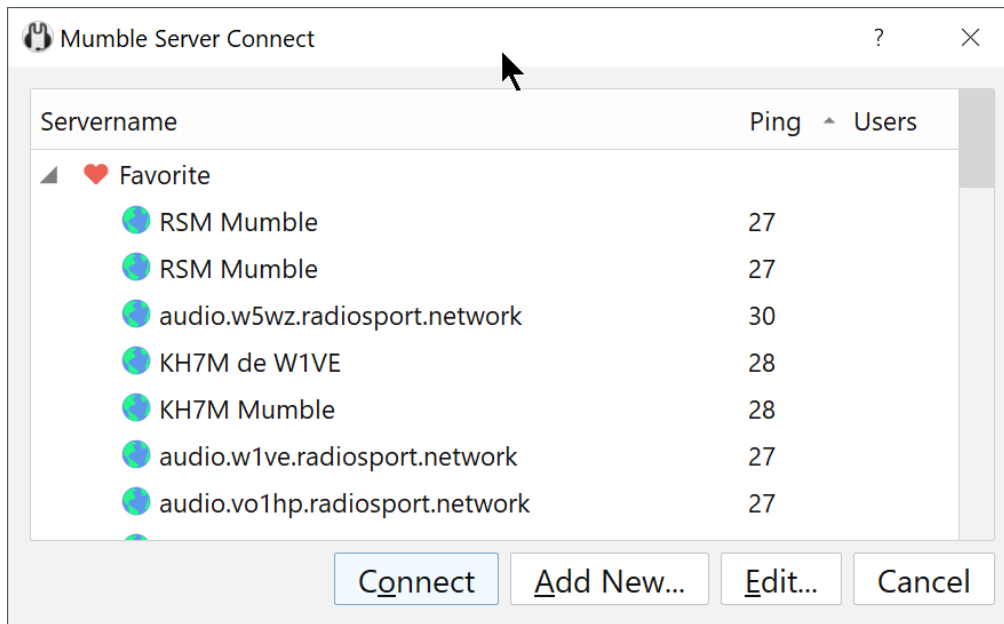 Mumble Server Connect ?
Servername Ping Users
Favorite
RSM Mumble 27
RSM Mumble 27
audio.w5wz.radiosport.network 30
KH7M de W1VE 28
KH7M Mumble 28
audio.w1ve.radiosport.network 27
audio.vo1hp.radiosport.network 27
Connect Add New... Edit... Cancel